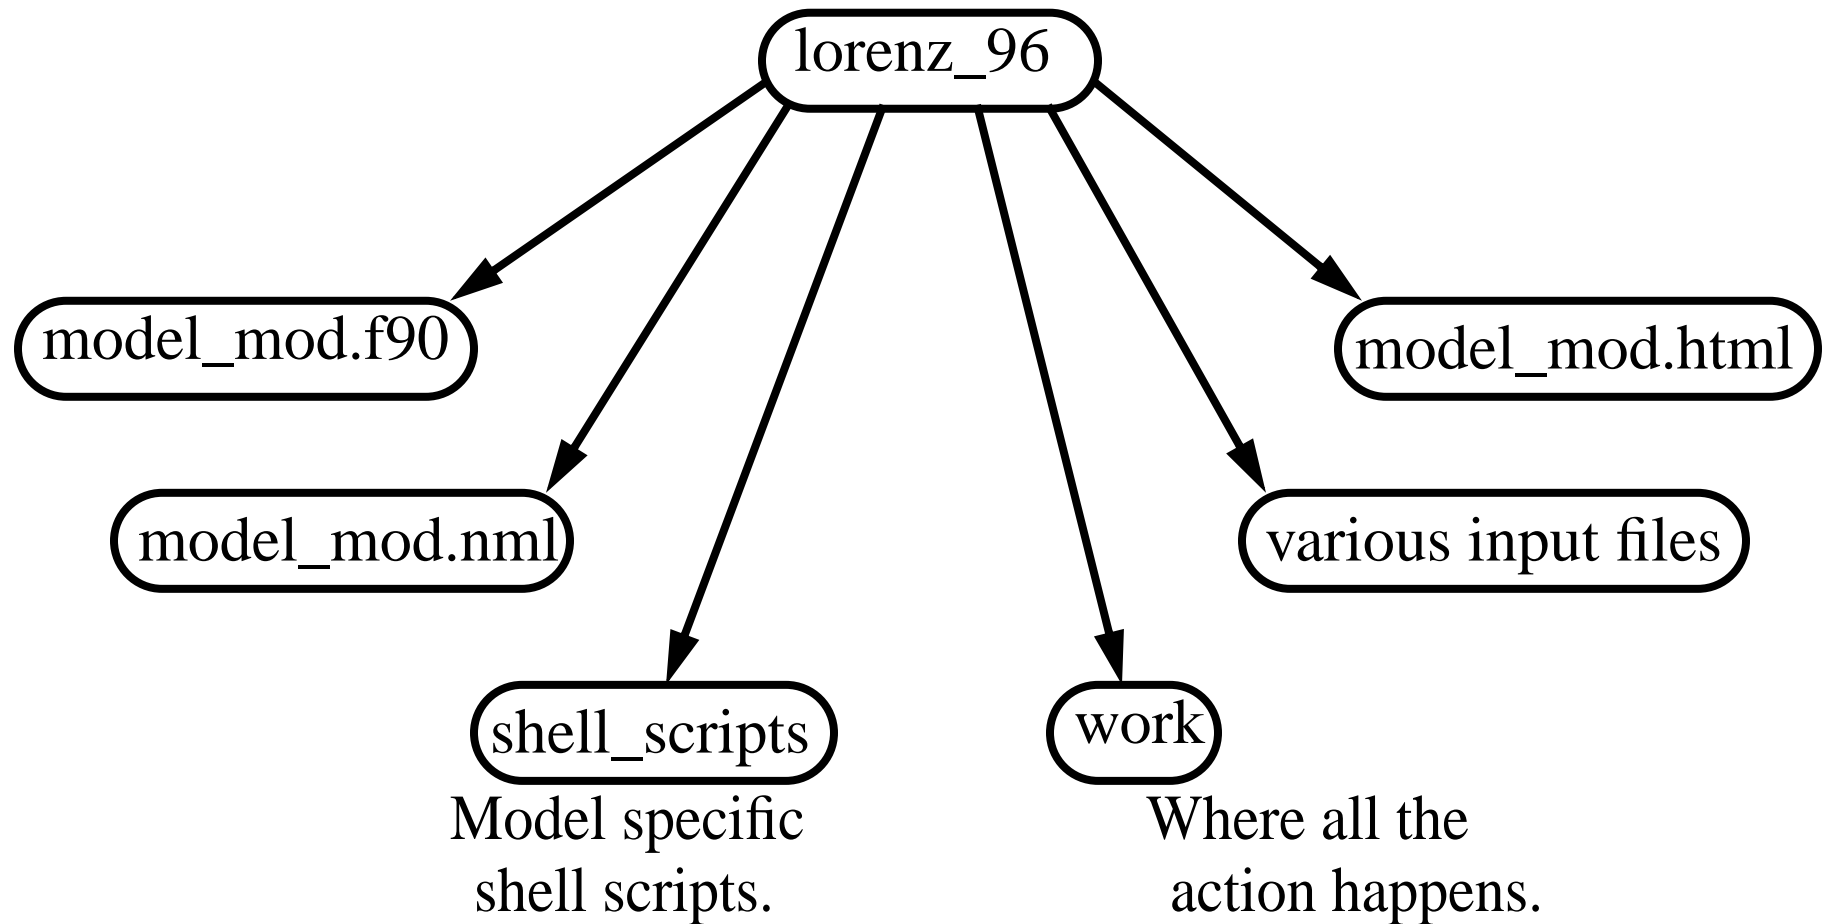 lorenz_96
model_mod.f90
model_mod.html
model_mod.nml
various input files
shell_scripts
work
Model specific
shell scripts.
Where all the
action happens.